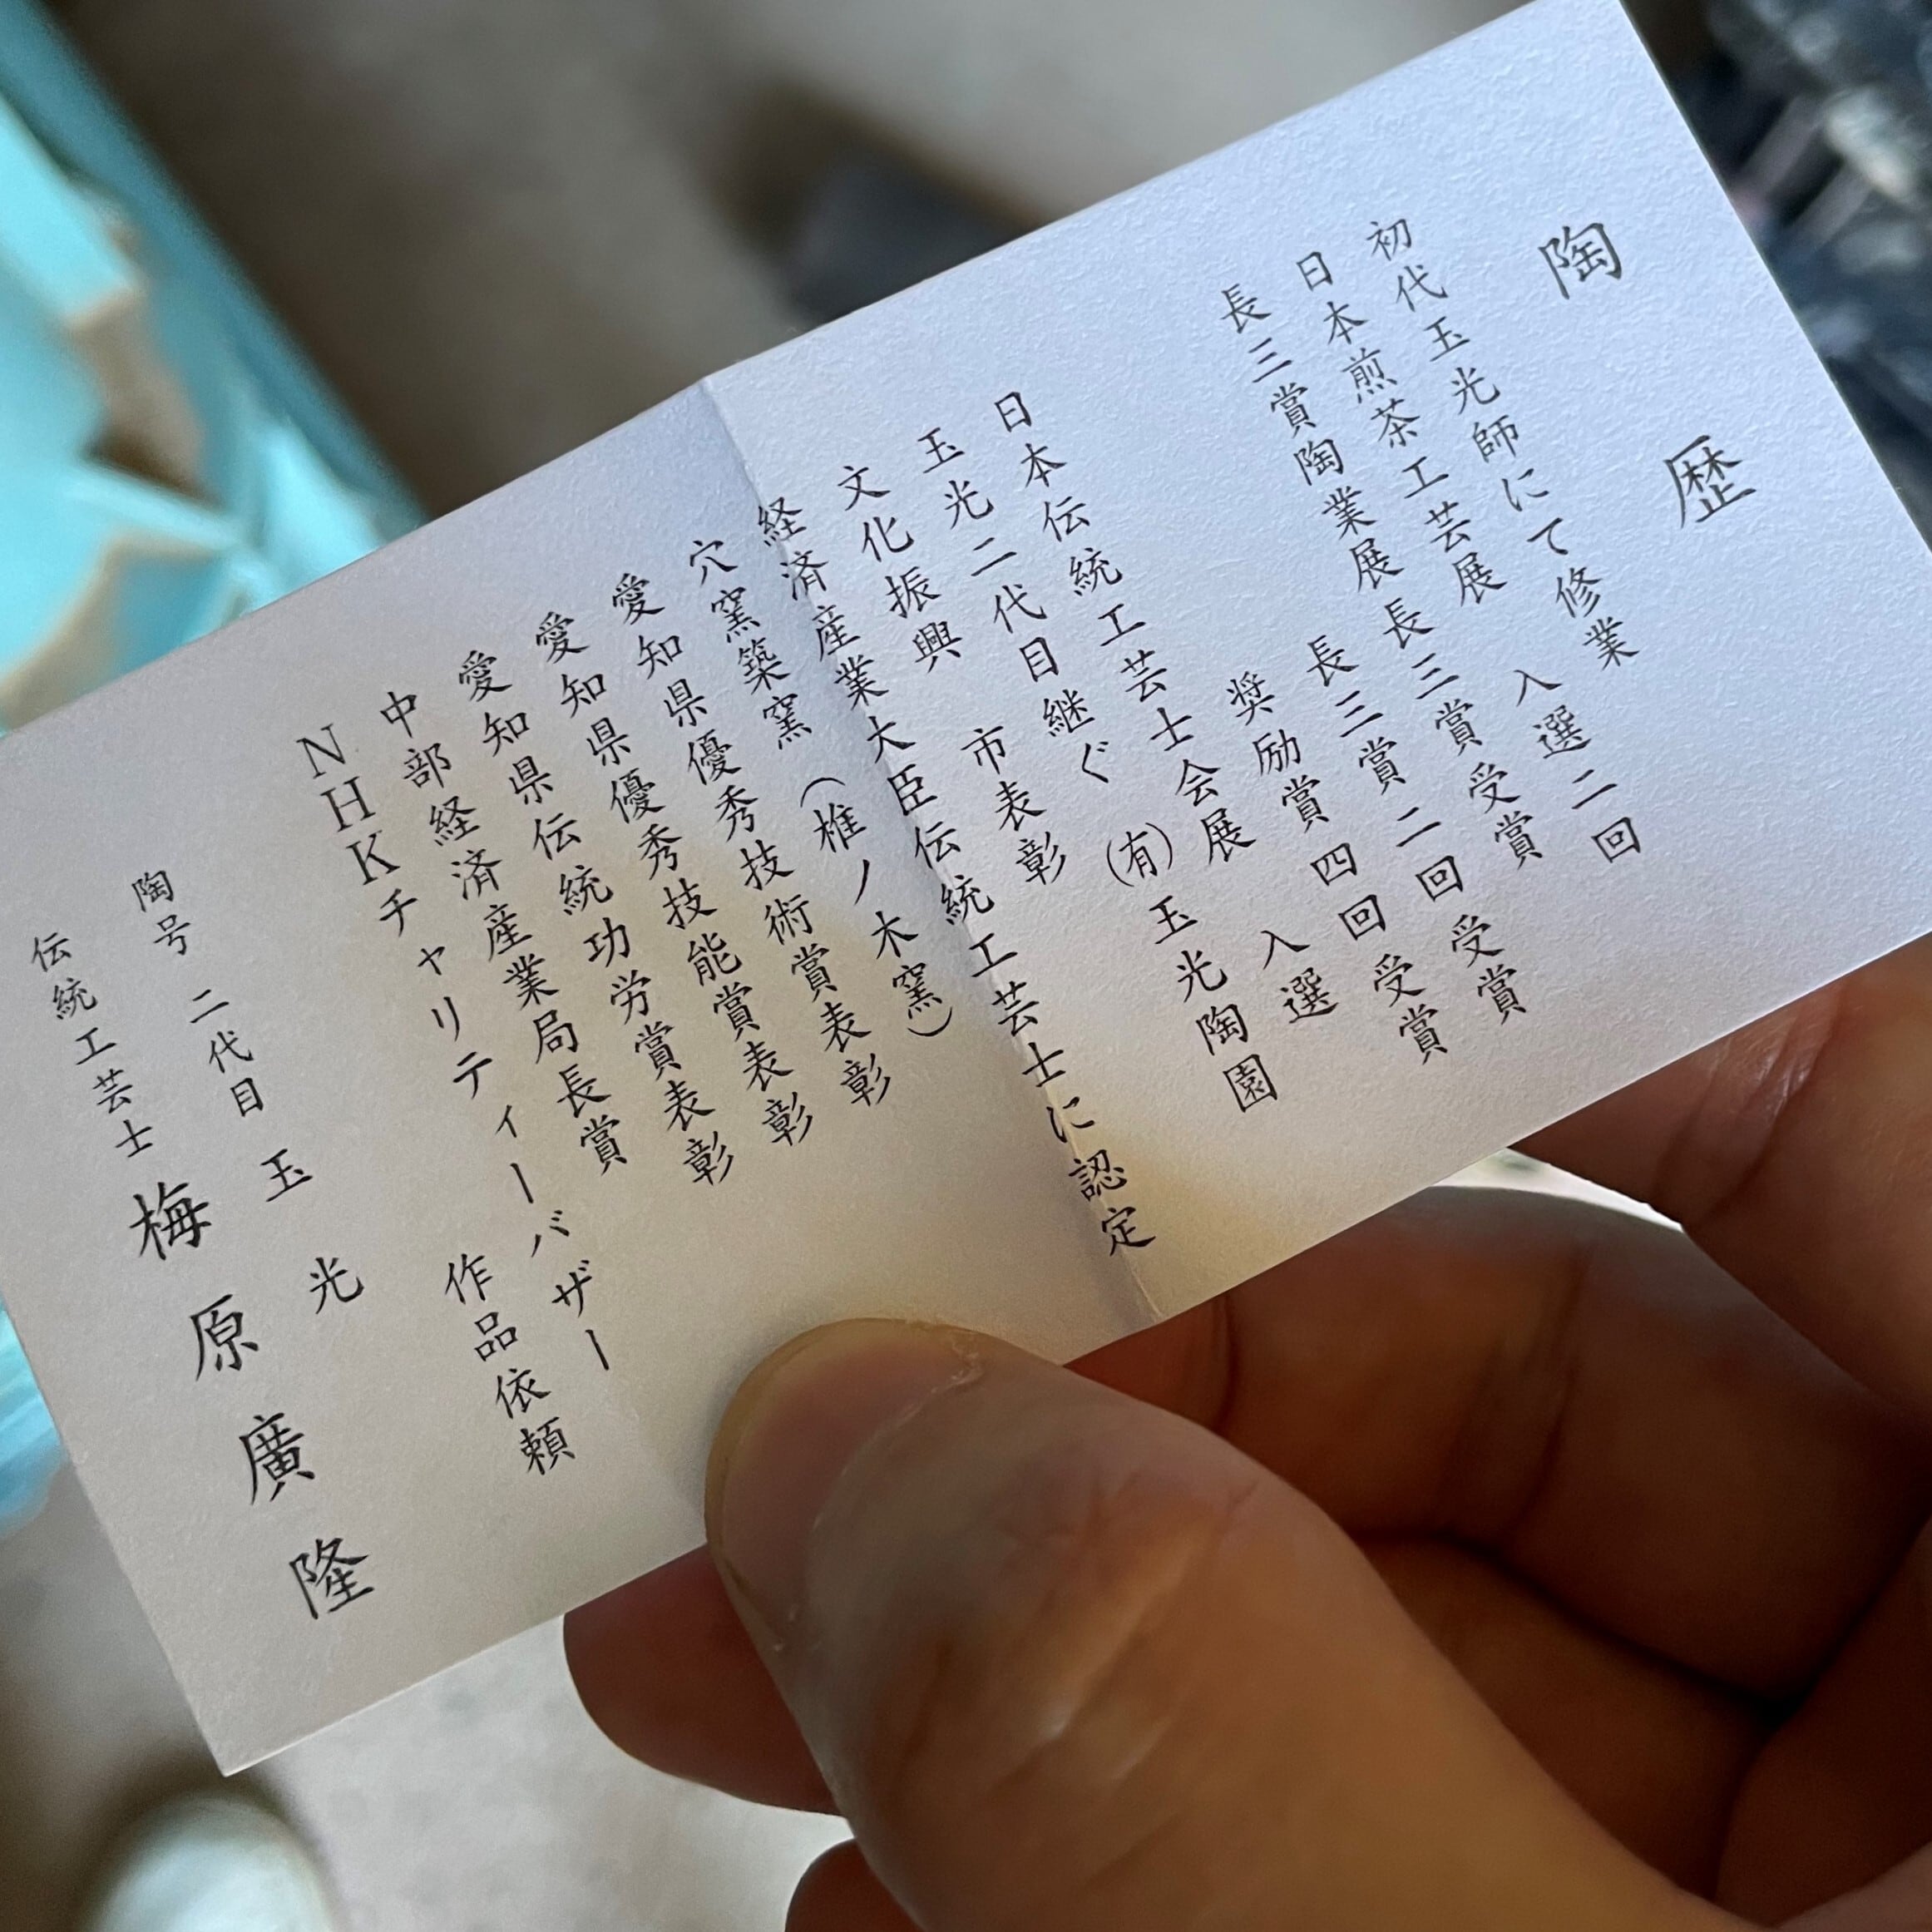 陶歴
初代玉光師にて修業
日本煎茶工芸展 入選二回
長三賞陶業展長三賞受賞
長三賞二回受賞
奨励賞四回受賞
日本伝統工芸士会展 入選
玉光二代目継ぐ (有)玉光陶園
文化振興 市表彰
経済産業大臣伝統工芸士に認定
穴窯築窯(椎ノ木窯)
愛知県優秀技術賞表彰
愛知県優秀技能賞表彰
愛知県伝統功労賞表彰
中部経済産業局長賞
NHKチャリティーバザー
作品依頼
陶号 二代目 玉光
伝統工芸士 梅原廣隆